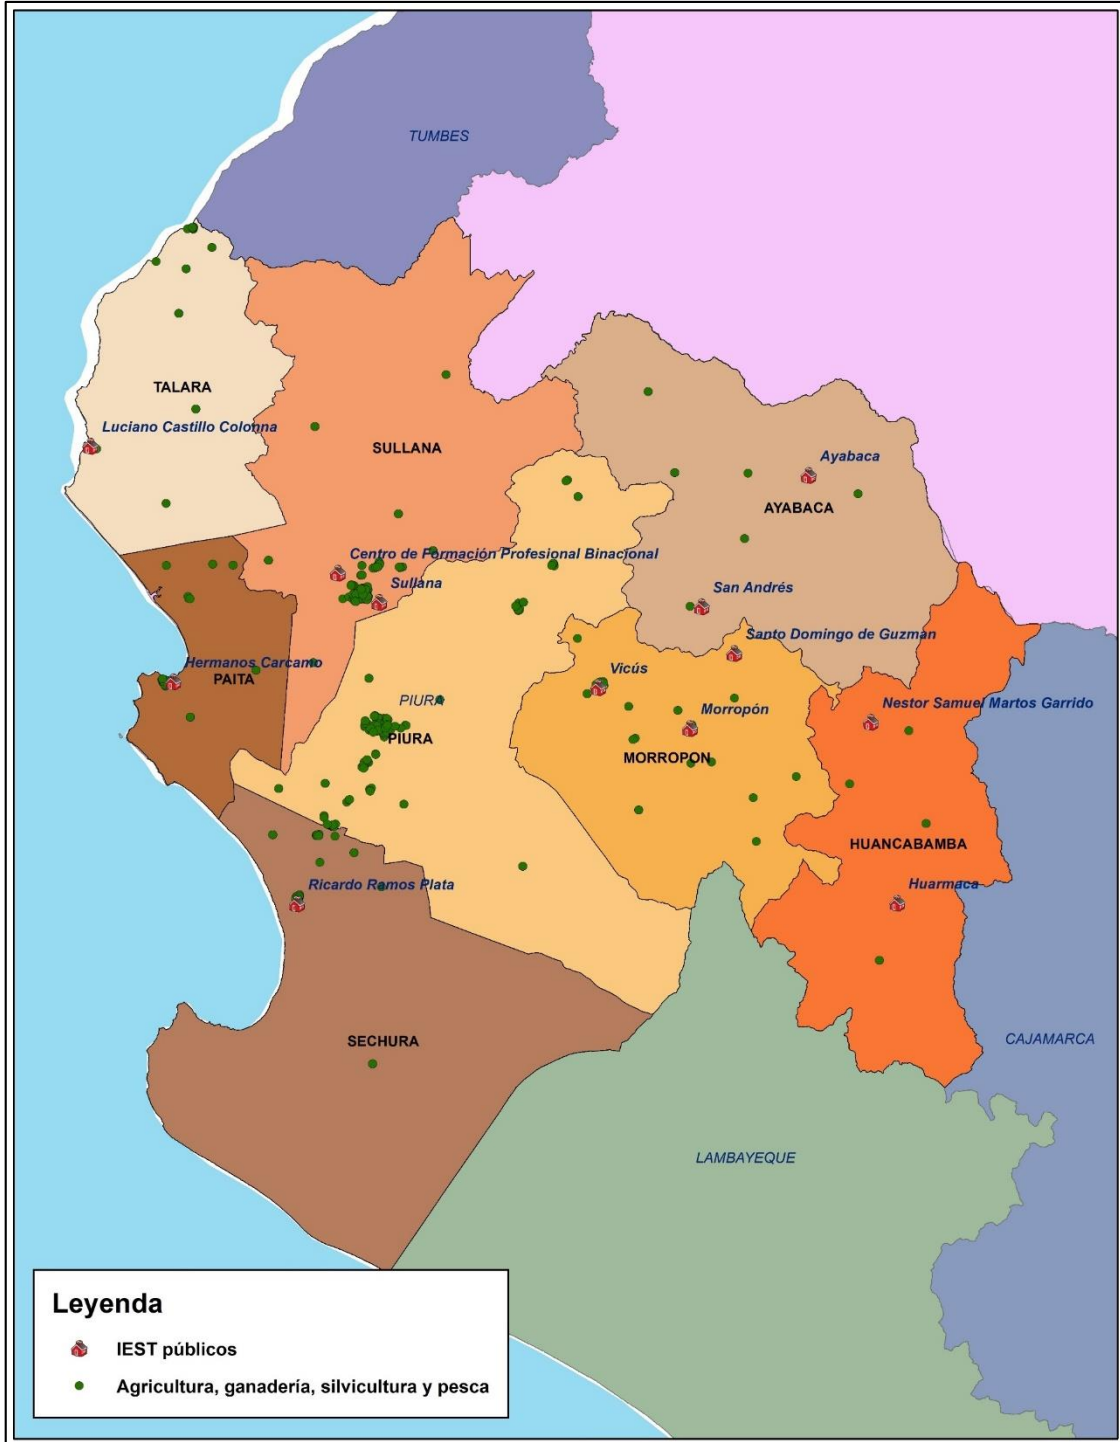 TUMBES
TALARA
Luciano Castillo Colonna
SULLANA
Ayabaca
AYABACA
Centro de Formación Profesional Binacional
Sullana
San Andrés
Santo Domingo de Guzmán
Hermanos Carcamo
PAITA
Vicús
PIURA
Morropón
Nestor Samuel Martos Garrido
PIURA
MORROPON
HUANCABAMBA
Ricardo Ramos Plata
Huarmaca
SECHURA
CAJAMARCA
LAMBAYEQUE
Leyenda
IEST públicos
Agricultura, ganadería, silvicultura y pesca